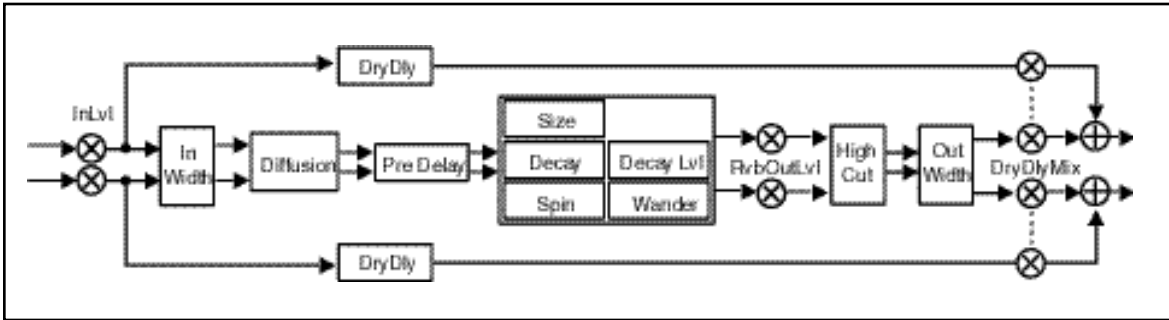 DryDly
InLvl
In
Width
Diffusion
Pre Delay
Size
Decay
Decay Lvl
Spin
Wander
RvbOutLvl
High
Cut
Out
Width
DryDlyMix
DryDly